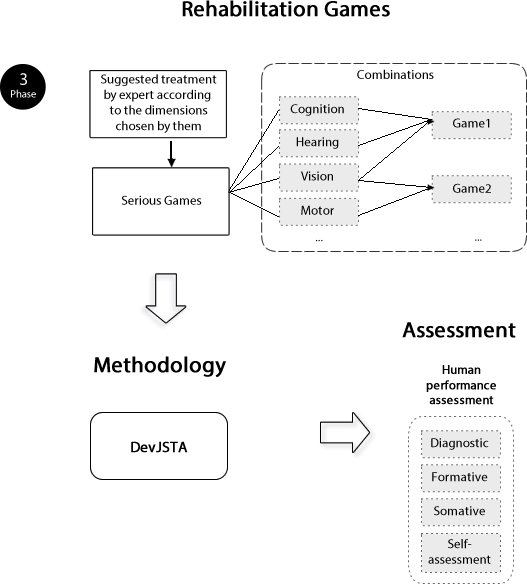 Rehabilitation Games
3
Phase
Suggested treatment
by expert according
to the dimensions
chosen by them
Serious Games
Combinations
Cognition
Hearing
Vision
Motor
...
Game1
Game2
...
Methodology
DevJSTA
Assessment
Human
performance
assessment
Diagnostic
Formative
Somative
Self-
assessment